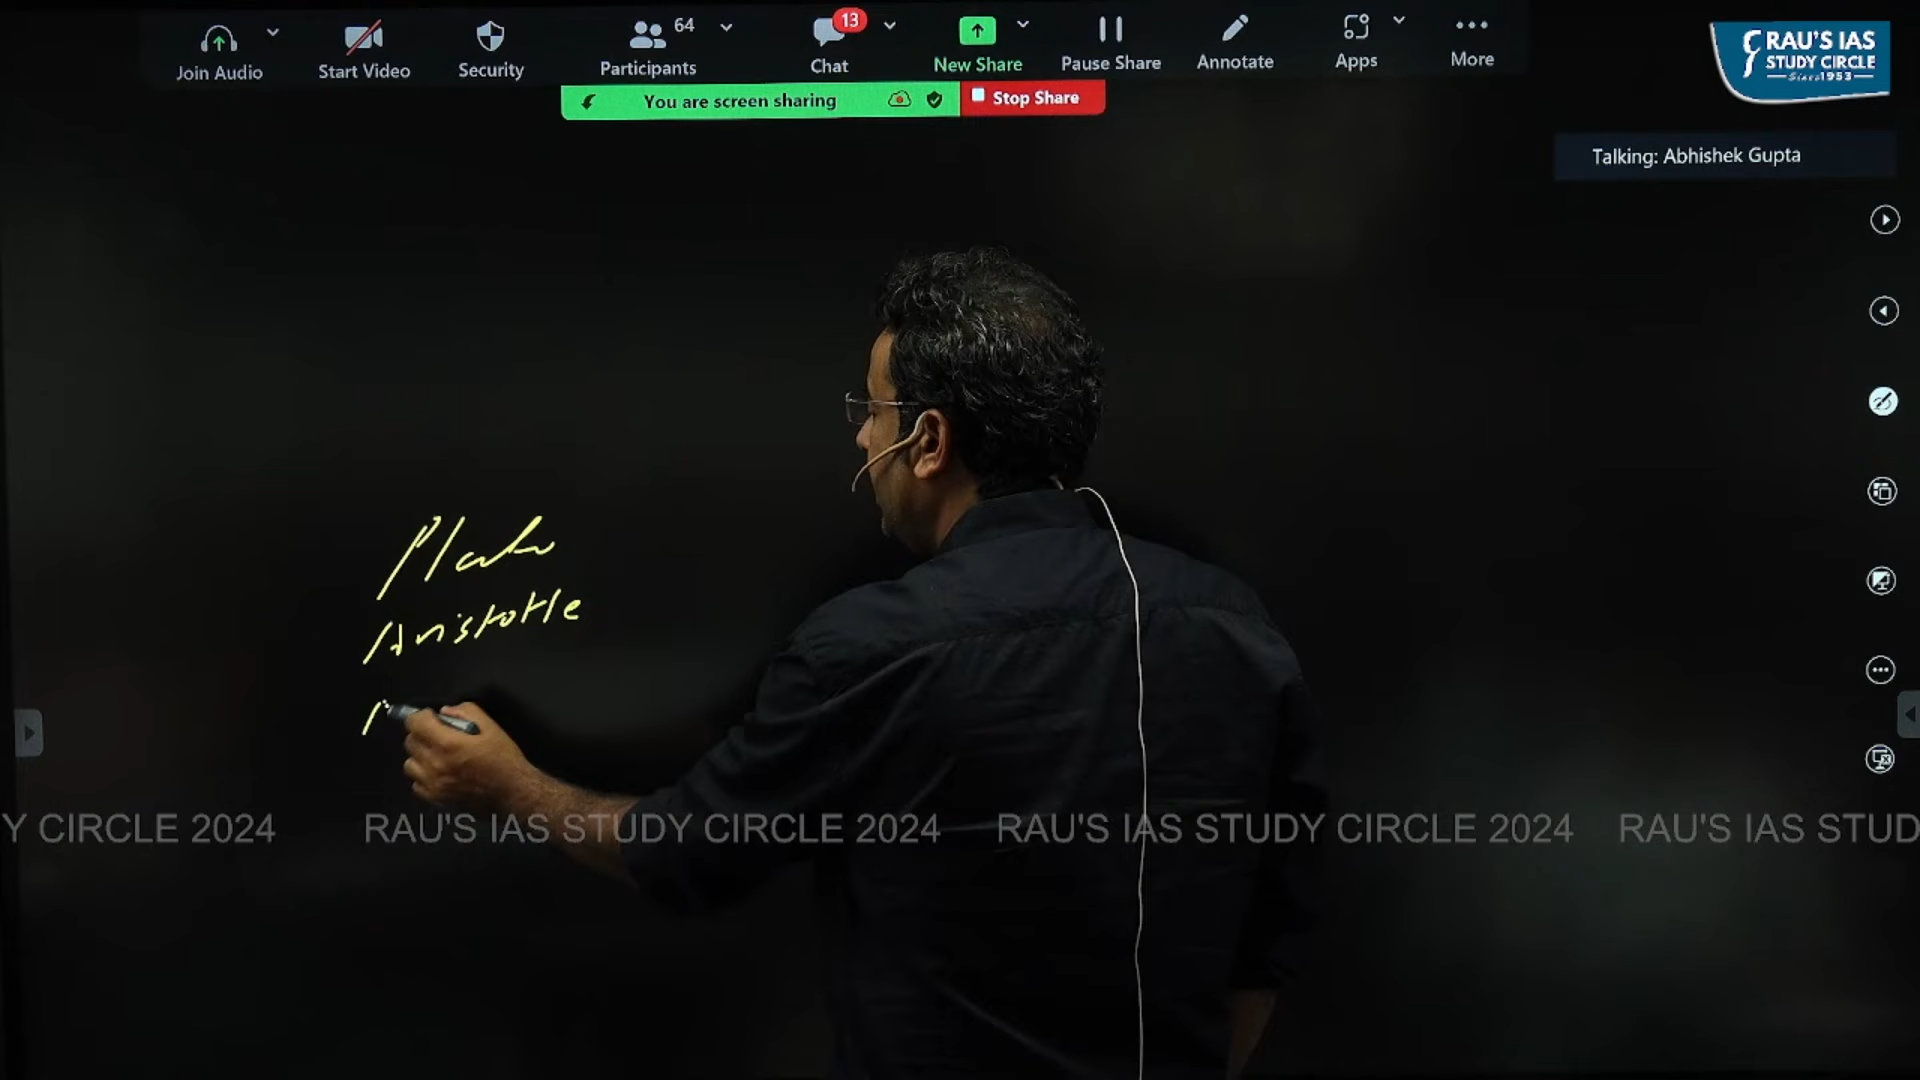 Join Audio Start Video Security Participants 64 Chat 13 New Share Pause Share Annotate Apps More
RAU'S IAS
STUDY CIRCLE
Since 1953
You are screen sharing Stop Share
Talking: Abhishek Gupta
Plato
Aristotle
Y CIRCLE 2024 RAU'S IAS STUDY CIRCLE 2024 RAU'S IAS STUDY CIRCLE 2024 RAU'S IAS STUD